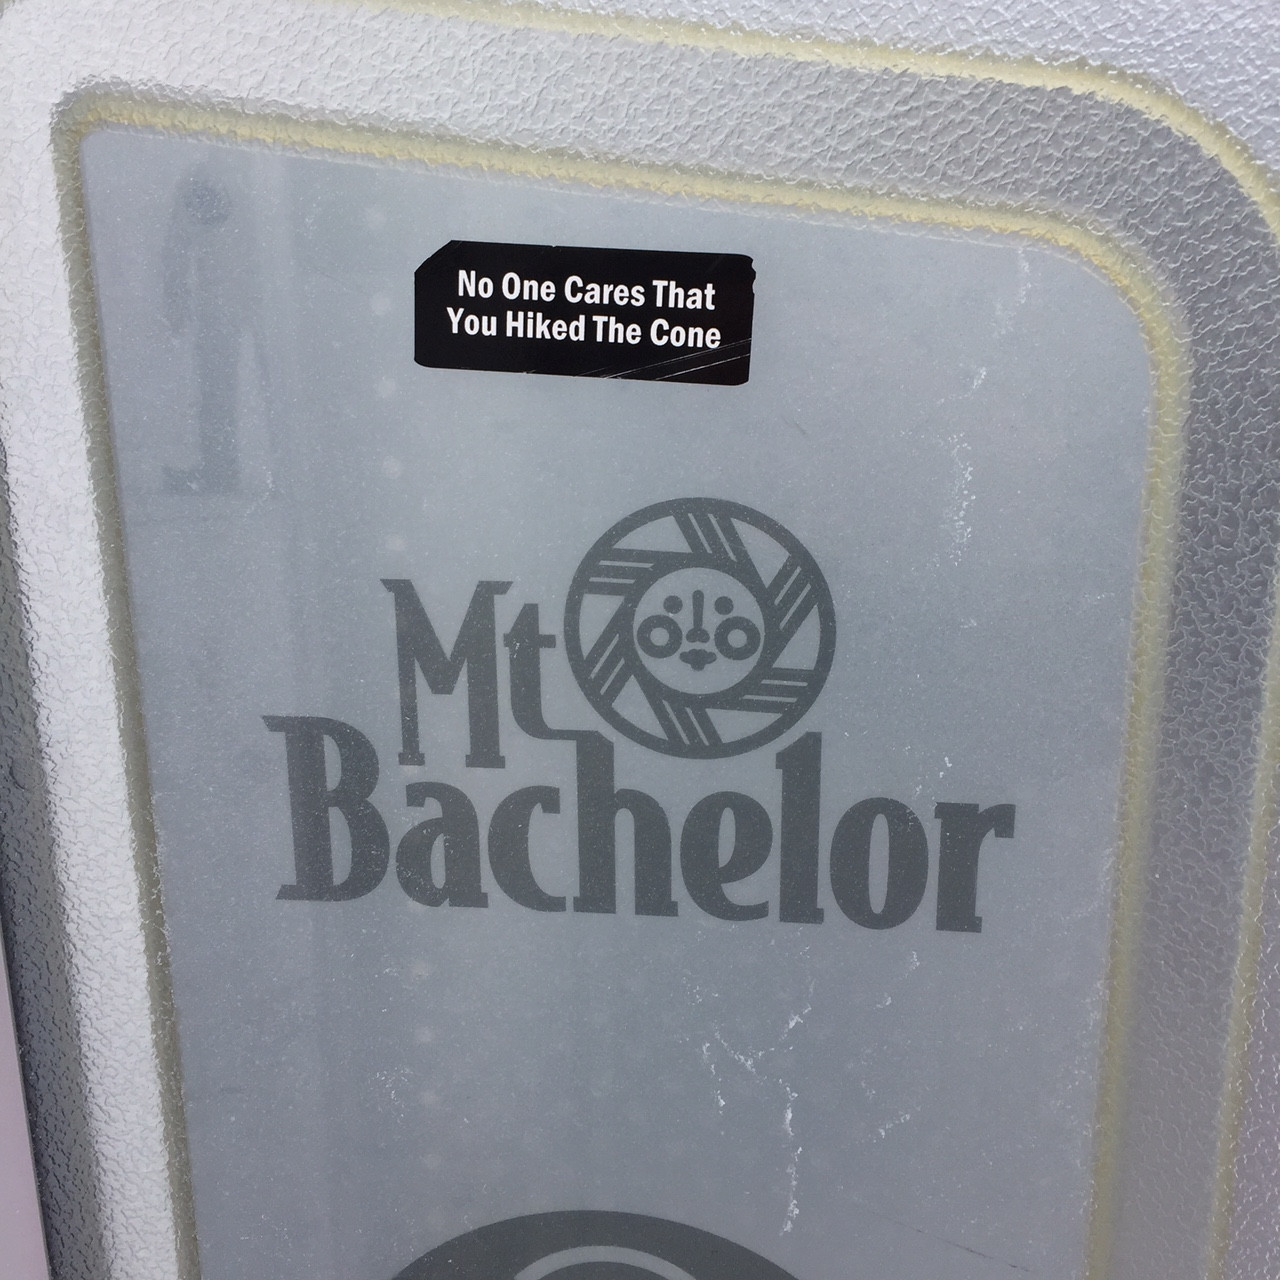 No One Cares That
You Hiked The Cone
Mt
Bachelor